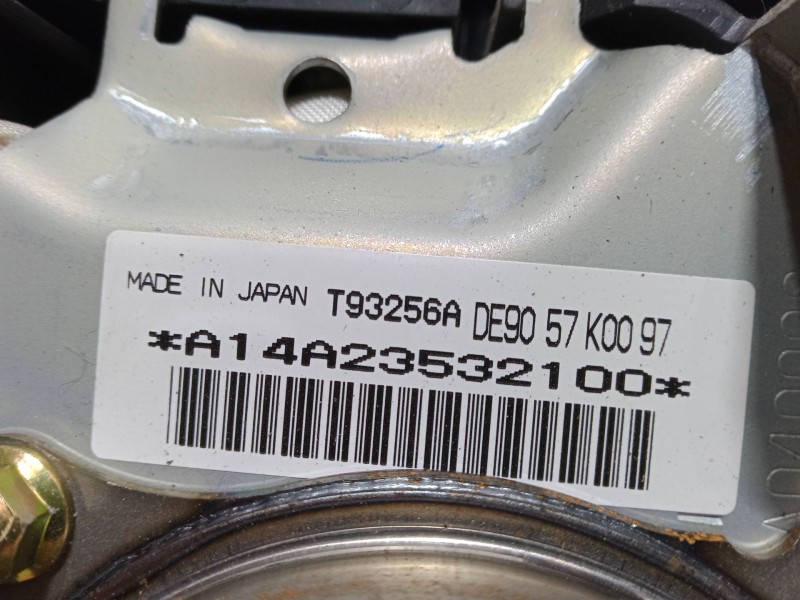 MADE IN JAPAN T93256A DE90 57 K00 97
*A14A23532100*